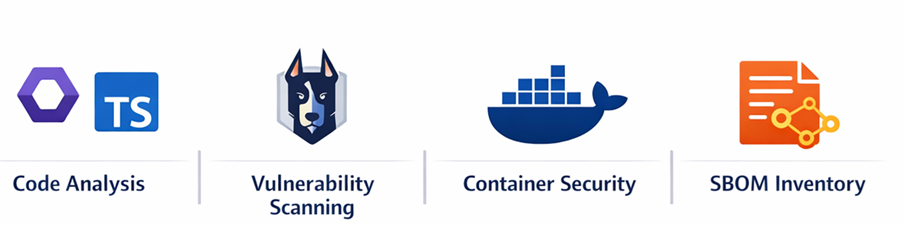 TS
Code Analysis
Vulnerability
Scanning
Container Security
SBOM Inventory